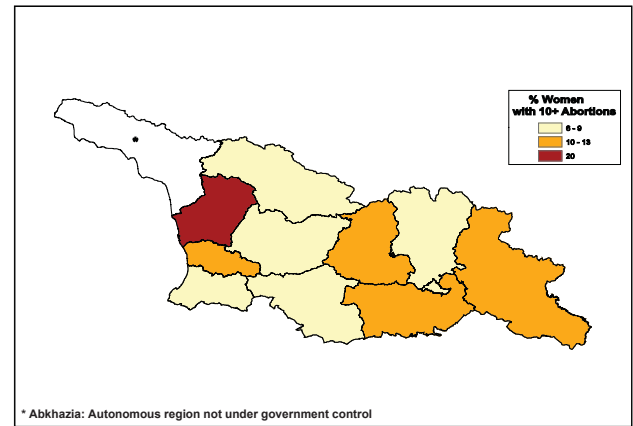 *
% Women
with 10+ Abortions
6 - 9
10 - 13
20
* Abkhazia: Autonomous region not under government control